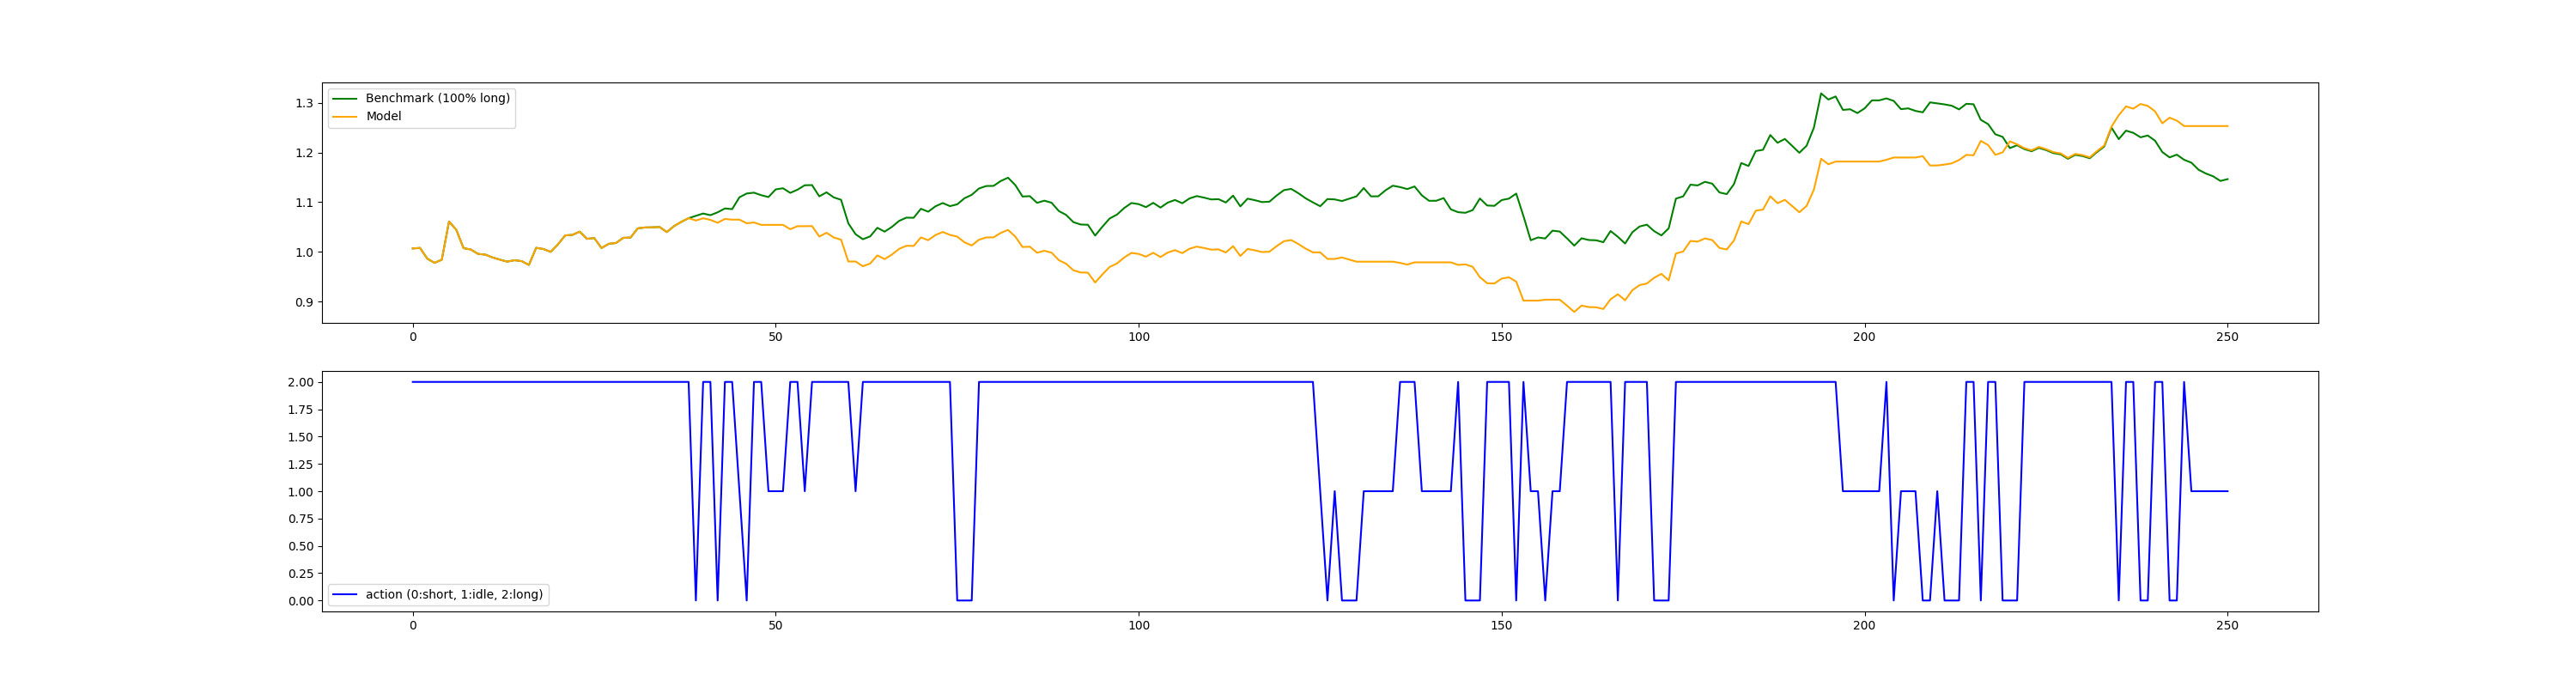 Benchmark (100% long)
Model
1.3
1.2
1.1
1.0
0.9
0 50 100 150 200 250
2.00
1.75
1.50
1.25
1.00
0.75
0.50
0.25
0.00
action (0:short, 1:idle, 2:long)
0 50 100 150 200 250